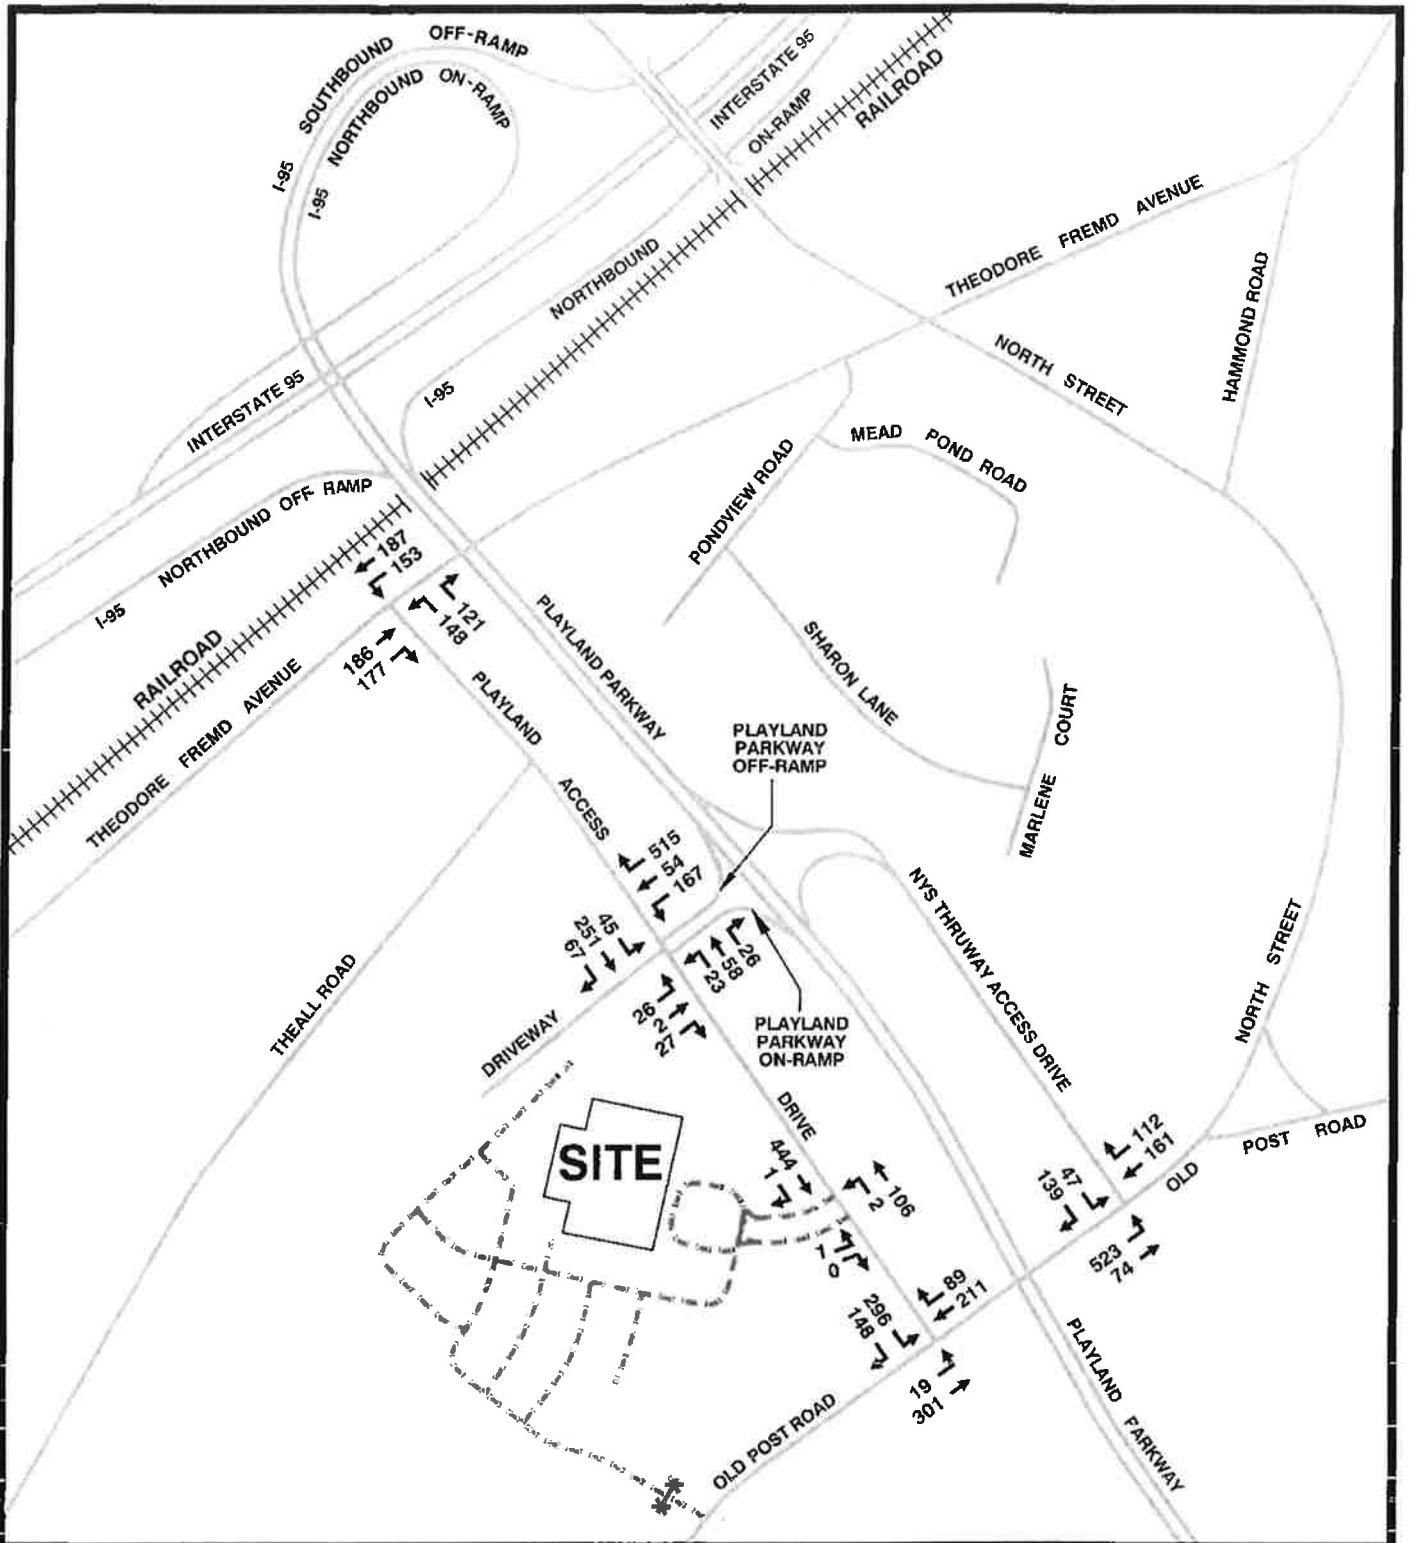 I-95 SOUTHBOUND OFF-RAMP
I-95 NORTHBOUND ON-RAMP
INTERSTATE 95
ON-RAMP
RAILROAD
I-95 NORTHBOUND
INTERSTATE 95
THEODORE FREMD AVENUE
HAMMOND ROAD
NORTH STREET
MEAD POND ROAD
PONDVIEW ROAD
I-95 NORTHBOUND OFF RAMP
187
153
121
148
186
177
RAILROAD
THEODORE FREMD AVENUE
PLAYLAND PARKWAY
SHARON LANE
MARLENE COURT
PLAYLAND ACCESS DRIVE
PLAYLAND
PARKWAY
OFF-RAMP
515
54
167
45
251
67
26
58
23
26
2
27
PLAYLAND
PARKWAY
ON-RAMP
DRIVEWAY
THEALL ROAD
NYS THRUWAY ACCESS DRIVE
NORTH STREET
POST ROAD
OLD
SITE
444
1
106
2
112
161
47
139
523
74
0
89
211
296
148
19
301
OLD POST ROAD
PLAYLAND PARKWAY